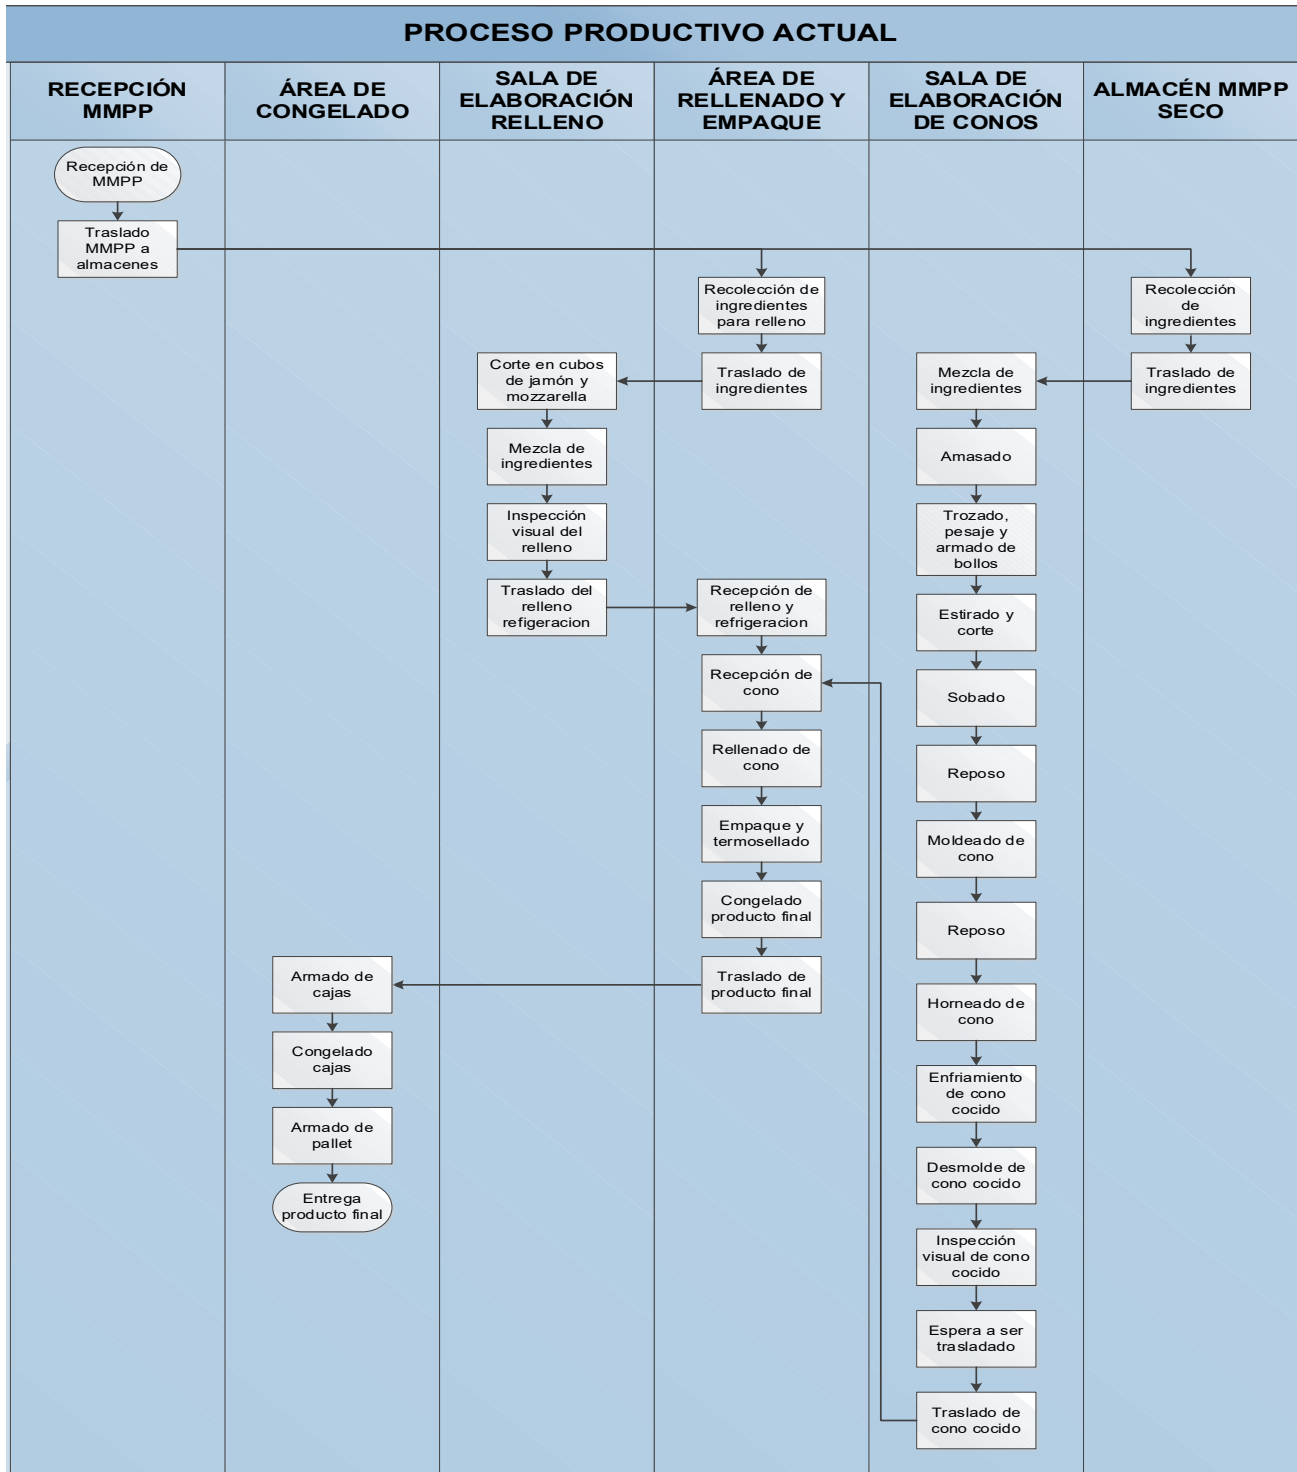 PROCESO PRODUCTIVO ACTUAL
RECEPCIÓN
MMPP
ÁREA DE
CONGELADO
SALA DE
ELABORACIÓN
RELLENO
ÁREA DE
RELLENADO Y
EMPAQUE
SALA DE
ELABORACIÓN
DE CONOS
ALMACÉN MMPP
SECO
Recepción de
MMPP
Traslado
MMPP a
almacenes
Recolección de
ingredientes
para relleno
Recolección
de
ingredientes
Corte en cubos
de jamón y
mozzarella
Traslado de
ingredientes
Mezcla de
ingredientes
Traslado de
ingredientes
Mezcla de
ingredientes
Amasado
Inspección
visual del
relleno
Trozado,
pesaje y
armado de
bollos
Traslado del
relleno
refigeracion
Recepción de
relleno y
refrigeracion
Estirado y
corte
Recepción de
cono
Sobado
Rellenado de
cono
Reposo
Empaque y
termosellado
Moldeado de
cono
Congelado
producto final
Reposo
Armado de
cajas
Traslado de
producto final
Horneado de
cono
Congelado
cajas
Enfriamiento
de cono
cocido
Armado de
pallet
Desmolde de
cono cocido
Entrega
producto final
Inspección
visual de cono
cocido
Espera a ser
trasladado
Traslado de
cono cocido